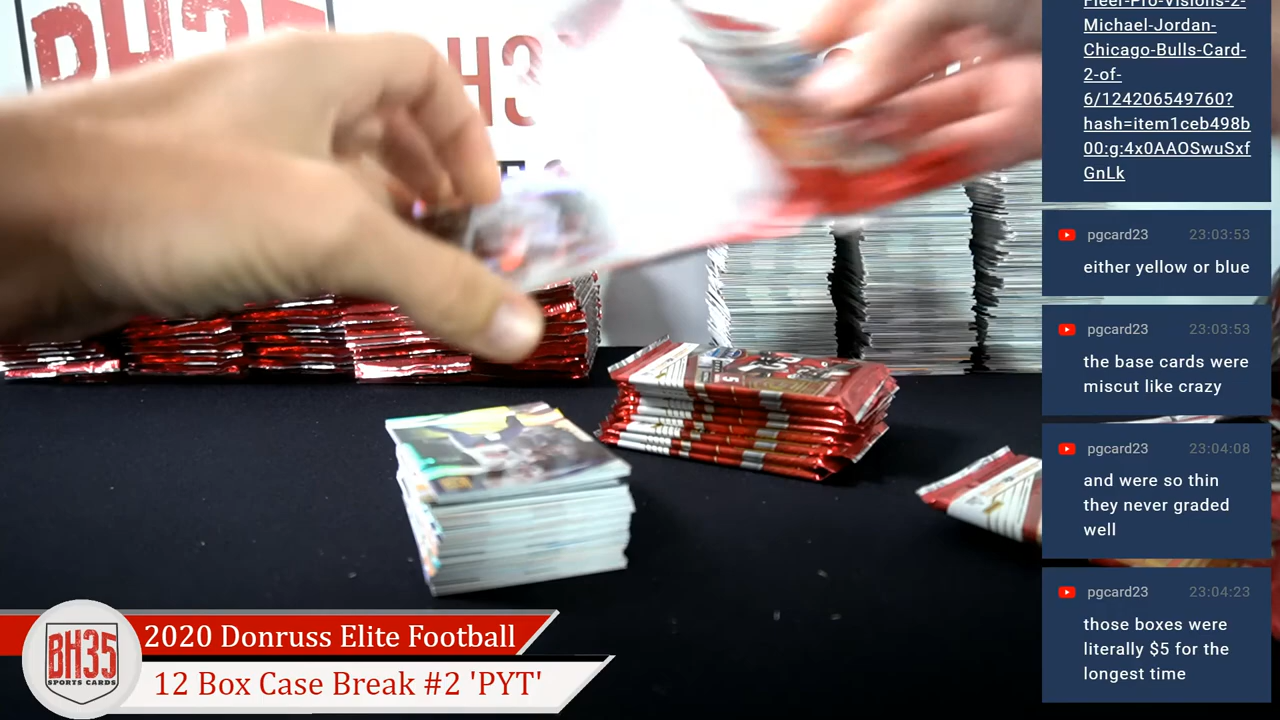 BH35
H3
Fleer-Pro-Visions-2-
Michael-Jordan-
Chicago-Bulls-Card-
2-of-
6/124206549760?
hash=item1ceb498b
00:g:4x0AAOSwuSxf
GnLk
pgcard23 23:03:53
either yellow or blue
pgcard23 23:03:53
the base cards were
miscut like crazy
pgcard23 23:04:08
and were so thin
they never graded
well
pgcard23 23:04:23
those boxes were
literally $5 for the
longest time
BH35
SPORTS CARDS
2020 Donruss Elite Football
12 Box Case Break #2 'PYT'